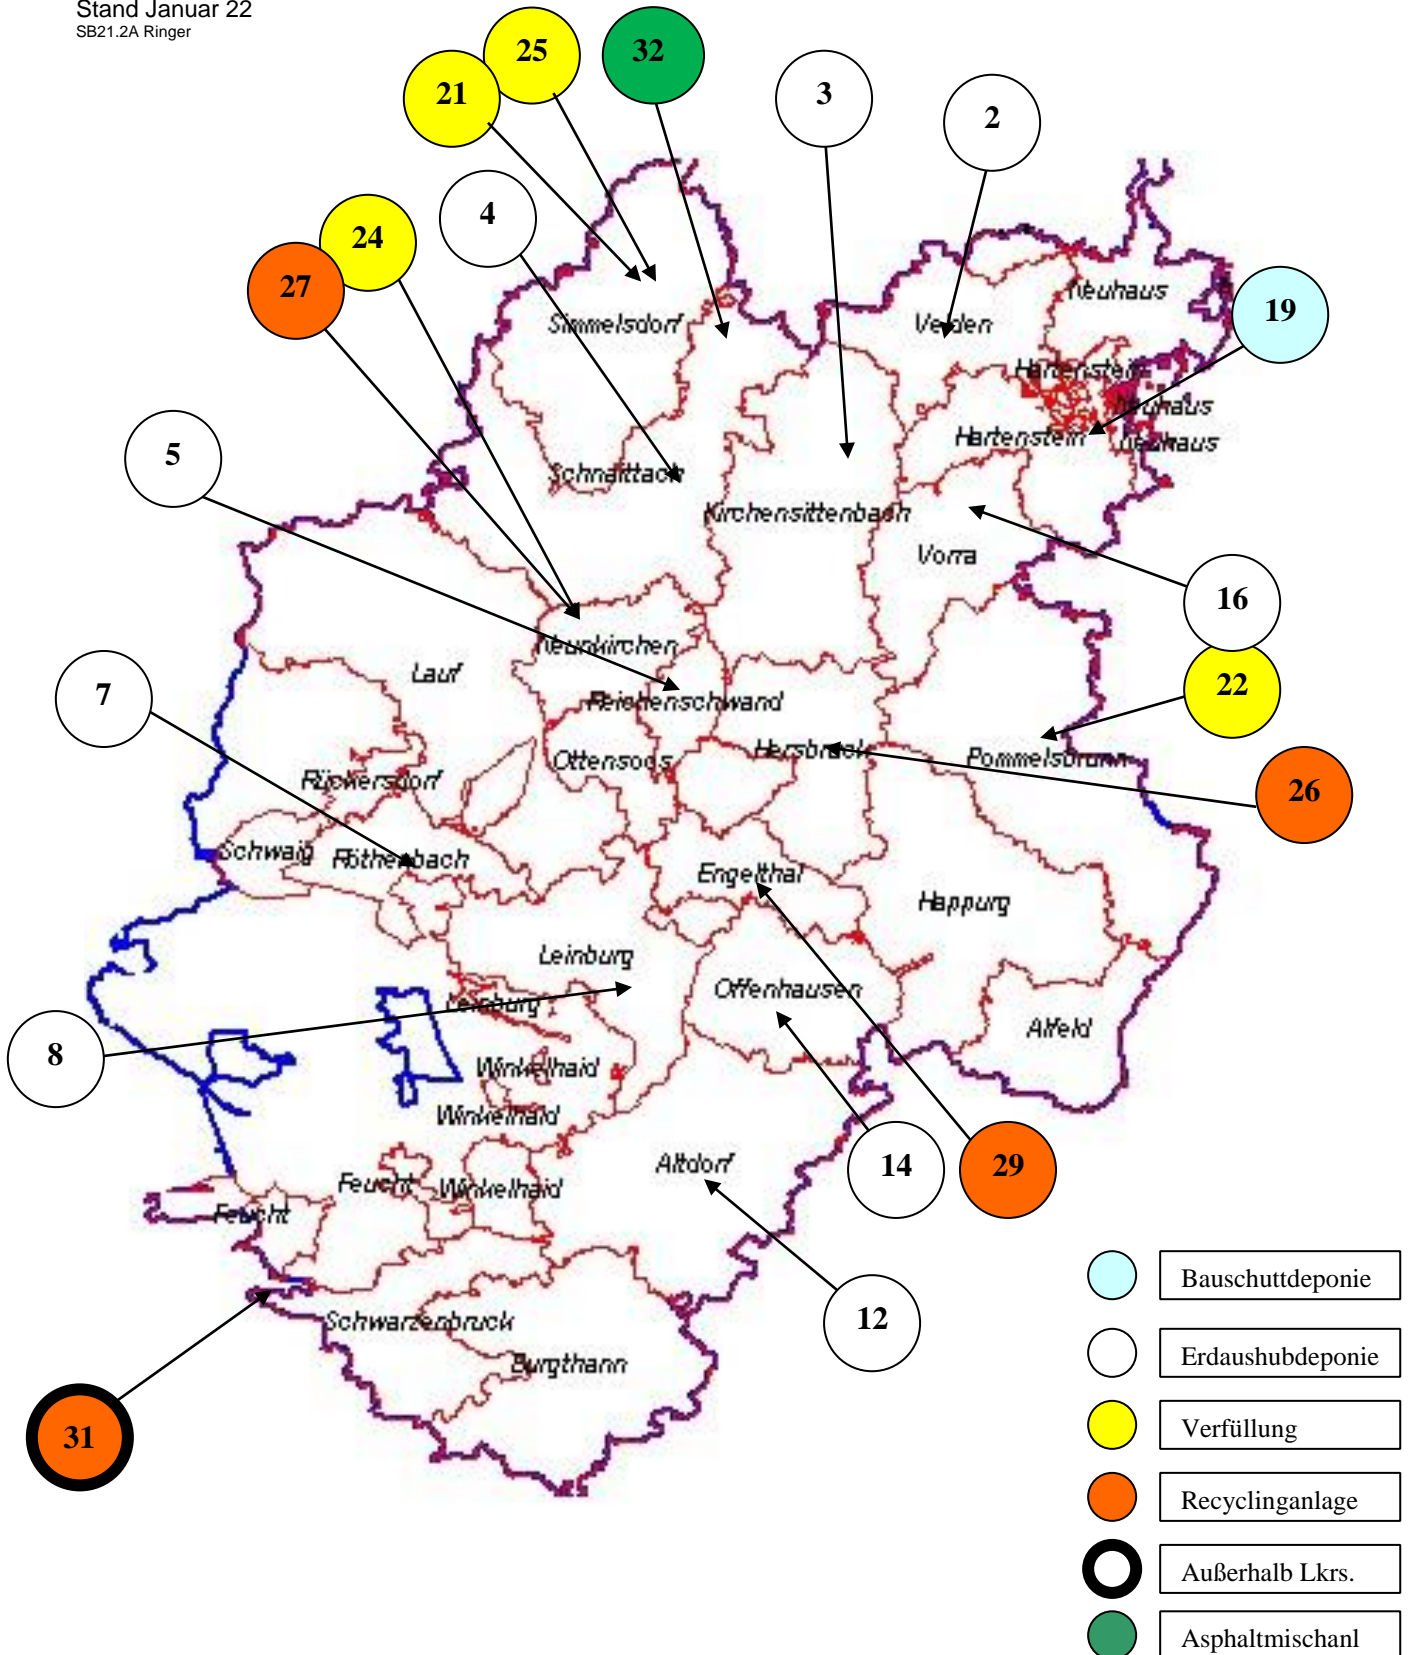 Stand Januar 22
SB21.2A Ringer
25
32
21
3
2
4
24
27
Neuhaus
19
Simmelsdorf
Velden
Hartenstein
Neuhaus
5
Hartenstein
Neuhaus
Schnaittach
Kirchensittenbach
Vorra
16
Neunkirchen
Lauf
22
7
Reichenschwand
Hersbruck
Pommelsbrunn
Ottensoos
Rückersdorf
26
Schwaig
Röthenbach
Engelthal
Happurg
Leinburg
Offenhausen
Leinburg
Alfeld
8
Winkelhaid
Winkelhaid
Altdorf
14
29
Feucht
Winkelhaid
Feucht
Bauschuttdeponie
12
Schwarzenbruck
Erdaushubdeponie
Burgthann
Verfüllung
31
Recyclinganlage
Außerhalb Lkrs.
Asphaltmischanl